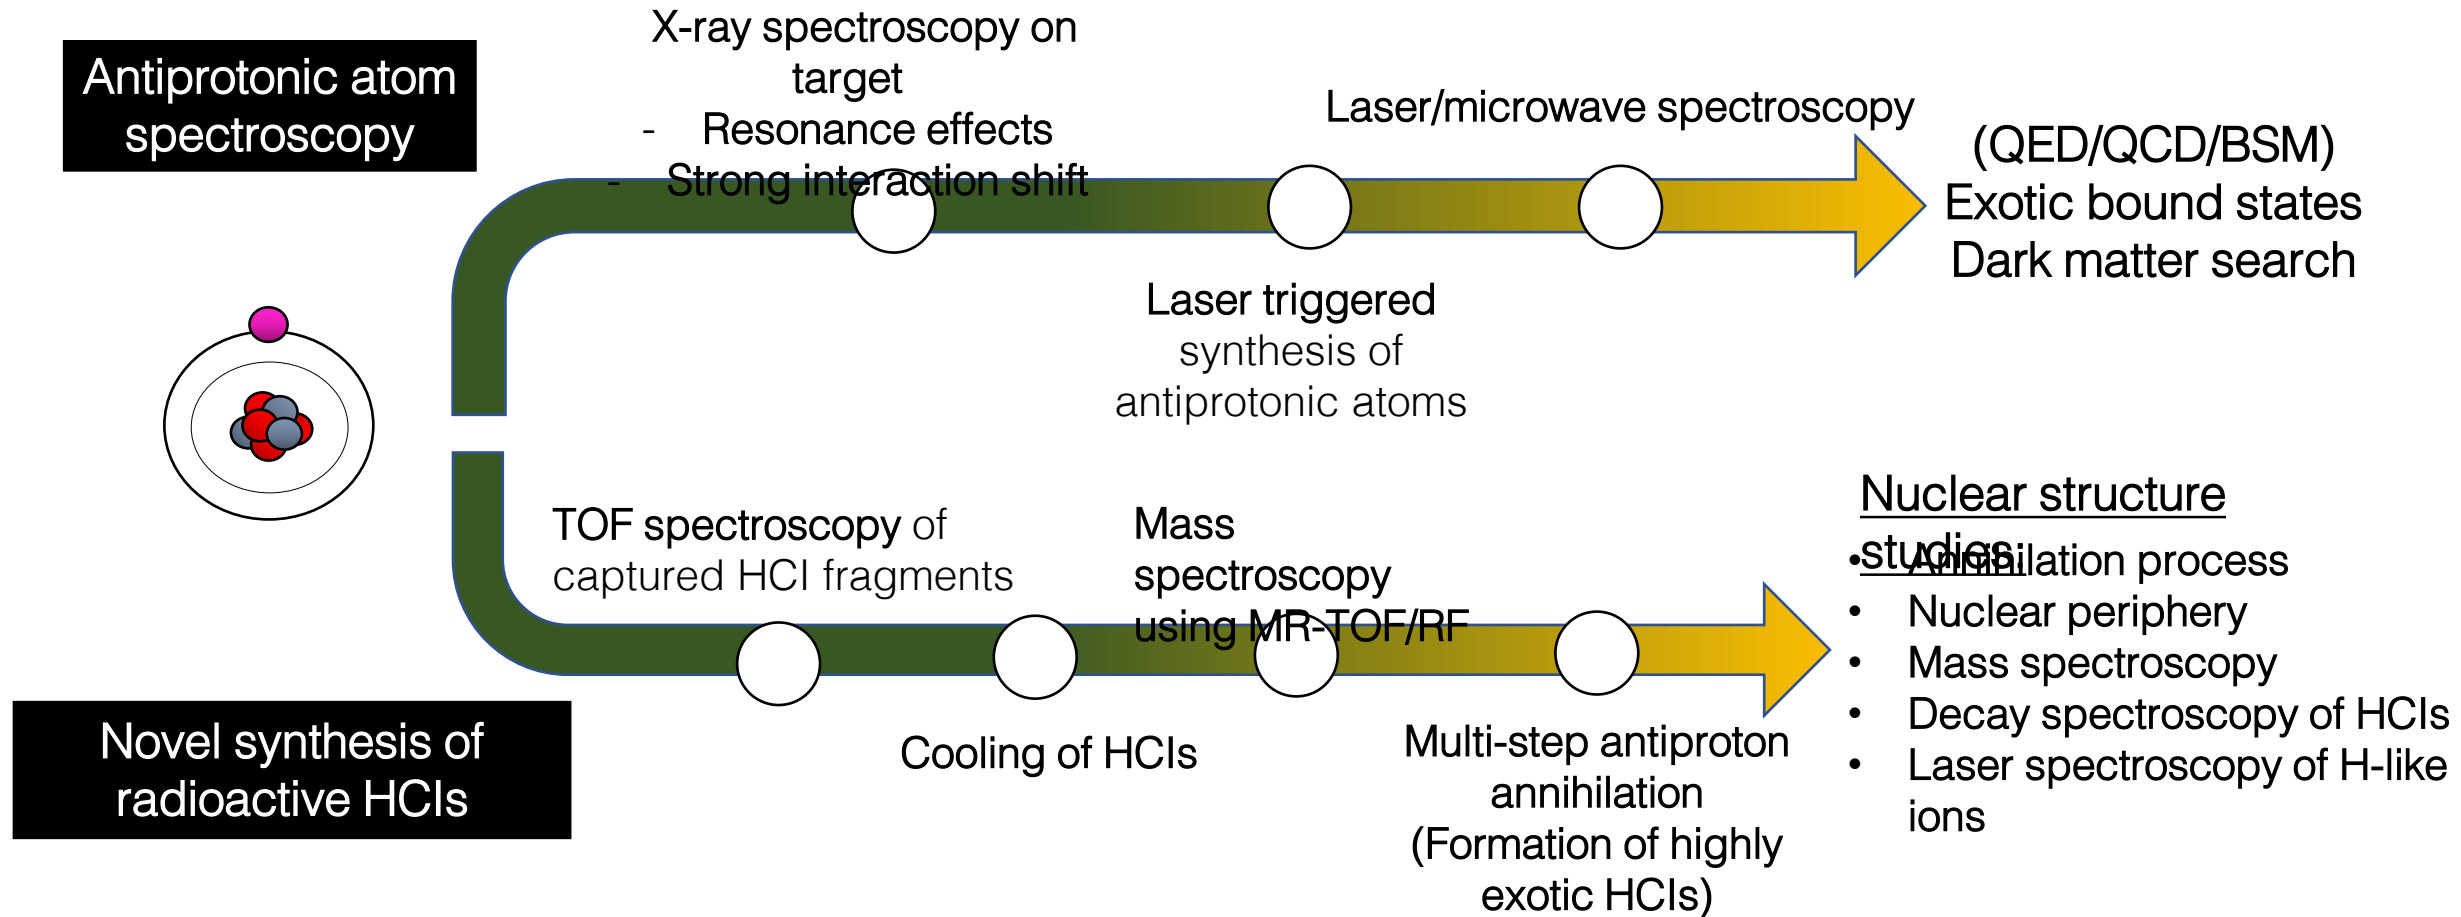 Antiprotonic atom
spectroscopy
X-ray spectroscopy on
target
- Resonance effects
- Strong interaction shift
Laser/microwave spectroscopy
(QED/QCD/BSM)
Exotic bound states
Dark matter search
Laser triggered
synthesis of
antiprotonic atoms
TOF spectroscopy of
captured HCI fragments
Mass
spectroscopy
using MR-TOF/RF
Nuclear structure
studies:
• Annihilation process
• Nuclear periphery
• Mass spectroscopy
• Decay spectroscopy of HCIs
• Laser spectroscopy of H-like
ions
Novel synthesis of
radioactive HCIs
Cooling of HCIs
Multi-step antiproton
annihilation
(Formation of highly
exotic HCIs)